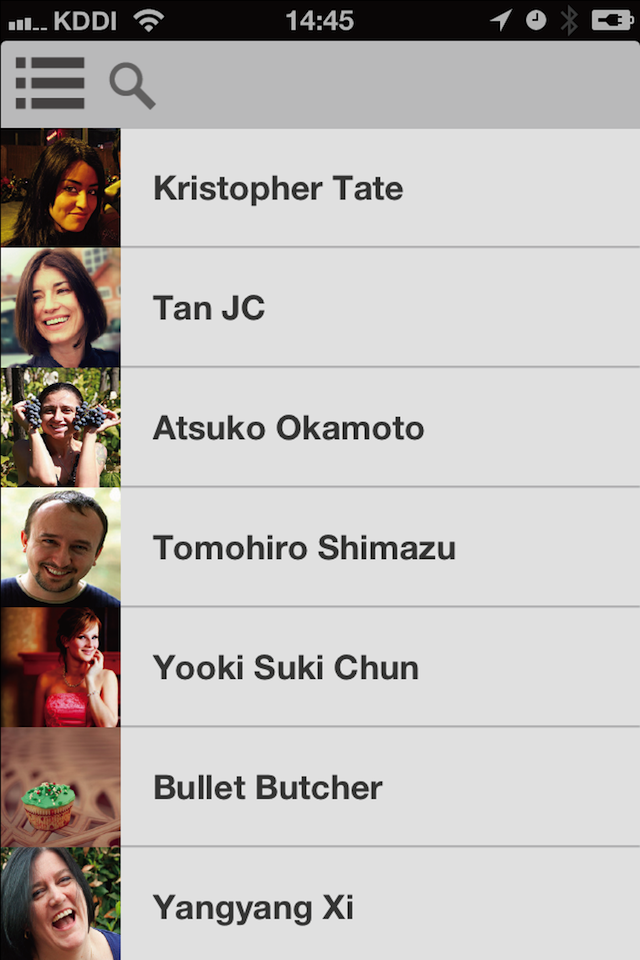 KDDI 14:45
Kristopher Tate
Tan JC
Atsuko Okamoto
Tomohiro Shimazu
Yooki Suki Chun
Bullet Butcher
Yangyang Xi